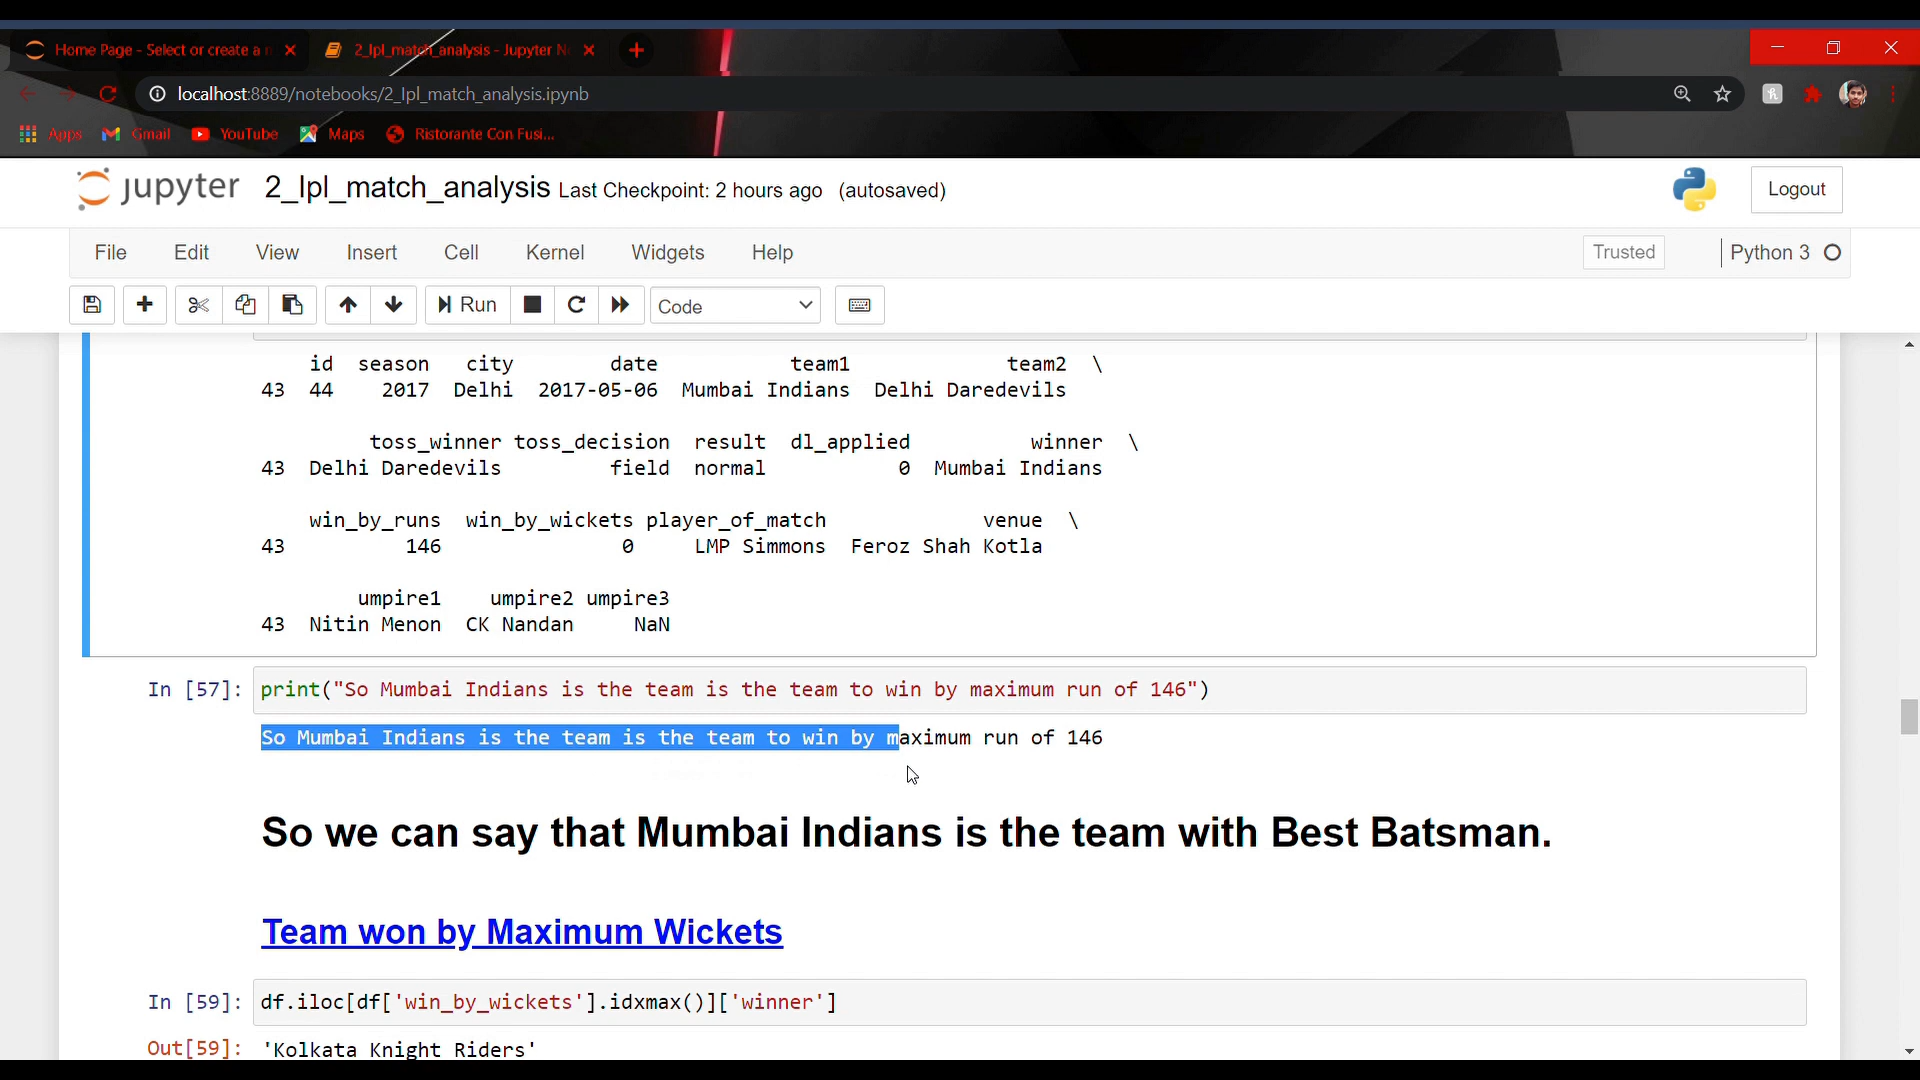 Home Page - Select or create a n
2_Ipl_match_analysis - Jupyter N
localhost:8889/notebooks/2_Ipl_match_analysis.ipynb
Apps Gmail YouTube Maps Ristorante Con Fusi...
jupyter 2_Ipl_match_analysis Last Checkpoint: 2 hours ago (autosaved) Logout
File Edit View Insert Cell Kernel Widgets Help Trusted Python 3
Run Code
id season city date team1 team2 \
43 44 2017 Delhi 2017-05-06 Mumbai Indians Delhi Daredevils
toss_winner toss_decision result dl_applied winner \
43 Delhi Daredevils field normal 0 Mumbai Indians
win_by_runs win_by_wickets player_of_match venue \
43 146 0 LMP Simmons Feroz Shah Kotla
umpire1 umpire2 umpire3
43 Nitin Menon CK Nandan NaN
In [57]: print("So Mumbai Indians is the team is the team to win by maximum run of 146")
So Mumbai Indians is the team is the team to win by maximum run of 146
So we can say that Mumbai Indians is the team with Best Batsman.
Team won by Maximum Wickets
In [59]: df.iloc[df['win_by_wickets'].idxmax()]['winner']
Out[59]: 'Kolkata Knight Riders'